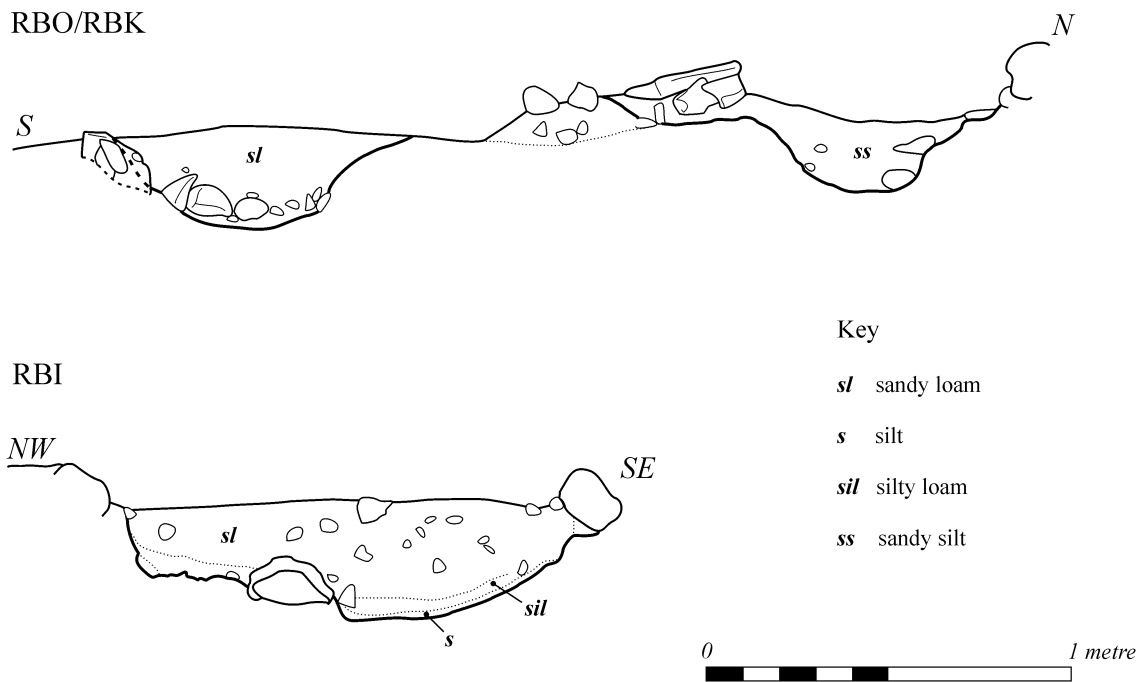 RBO/RBK
N
S
sl
ss
Key
RBI
sl sandy loam
s silt
NW
SE
sil silty loam
sl
ss sandy silt
sil
s
0
1 metre